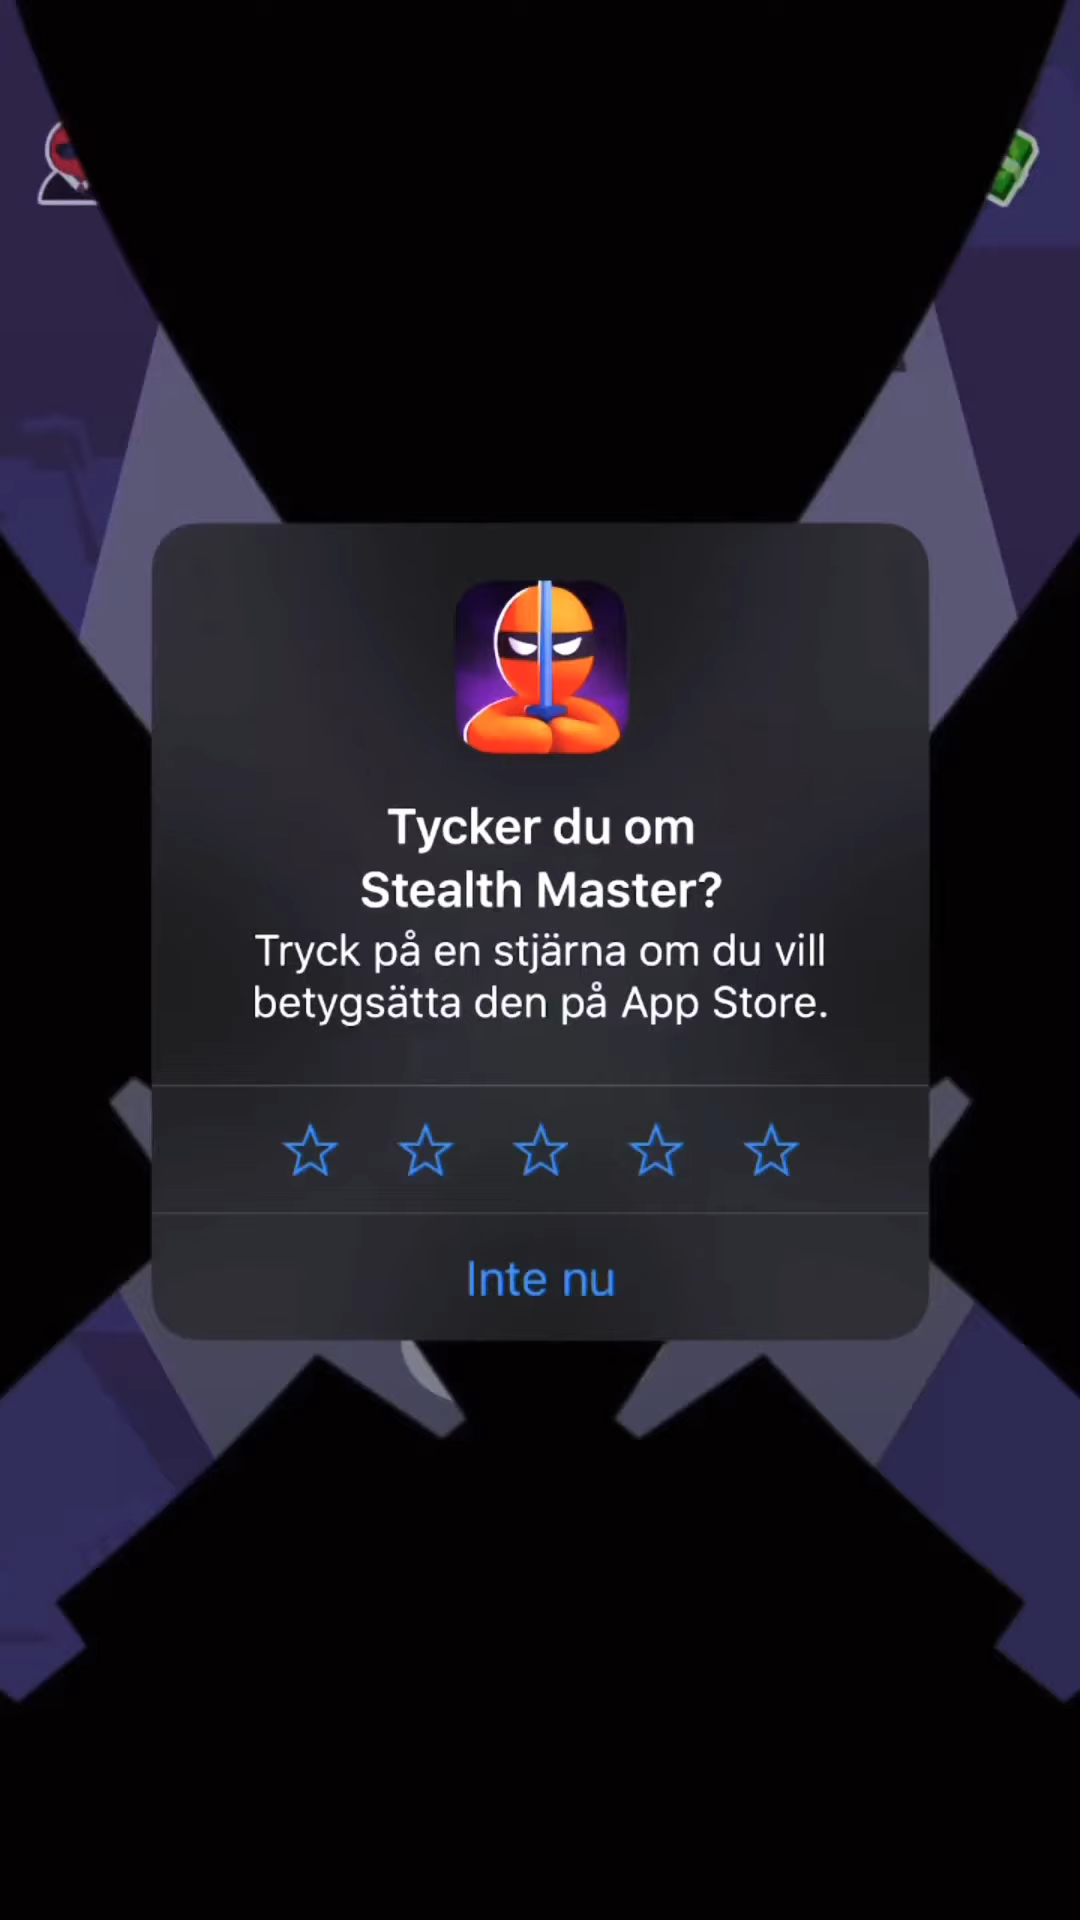 Tycker du om
Stealth Master?
Tryck på en stjärna om du vill
betygsätta den på App Store.
Inte nu